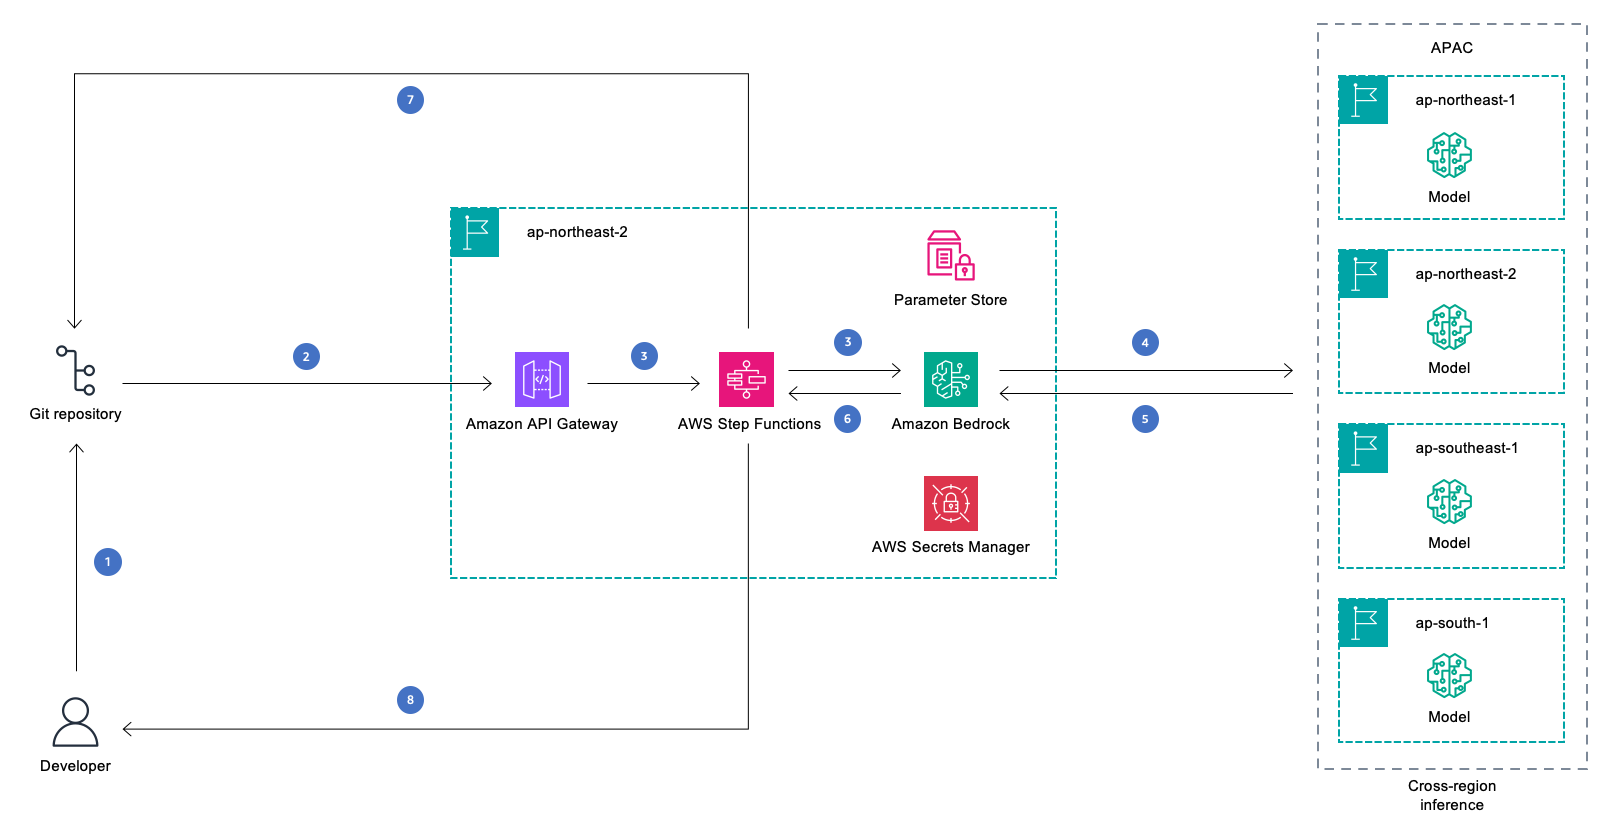 APAC
ap-northeast-1
Model
ap-northeast-2
Model
ap-southeast-1
Model
ap-south-1
Model
Cross-region
inference
7
ap-northeast-2
Parameter Store
2
3
3
4
Git repository
Amazon API Gateway
AWS Step Functions
6
Amazon Bedrock
5
AWS Secrets Manager
1
8
Developer